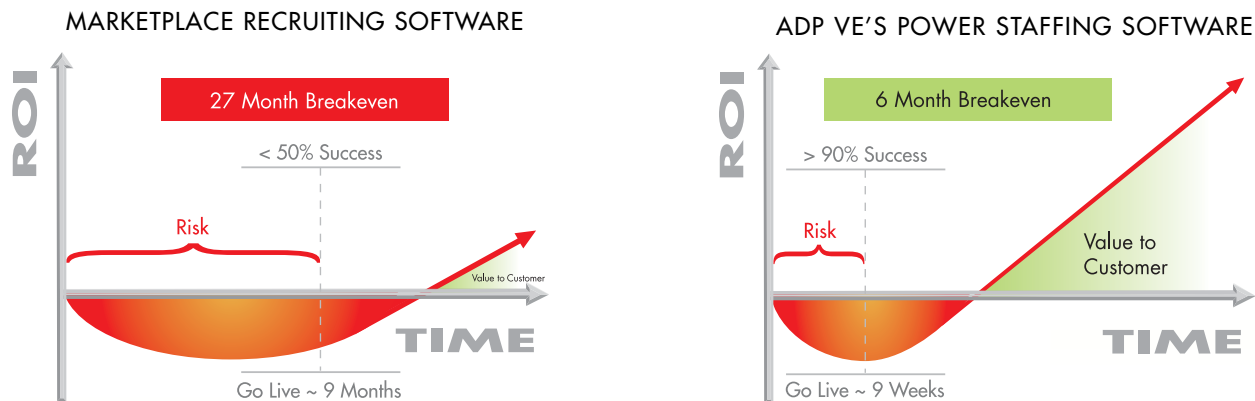 MARKETPLACE RECRUITING SOFTWARE
ROI
27 Month Breakeven
< 50% Success
Risk
Value to Customer
TIME
Go Live ~ 9 Months
ADP VE'S POWER STAFFING SOFTWARE
ROI
6 Month Breakeven
> 90% Success
Risk
Value to
Customer
TIME
Go Live ~ 9 Weeks